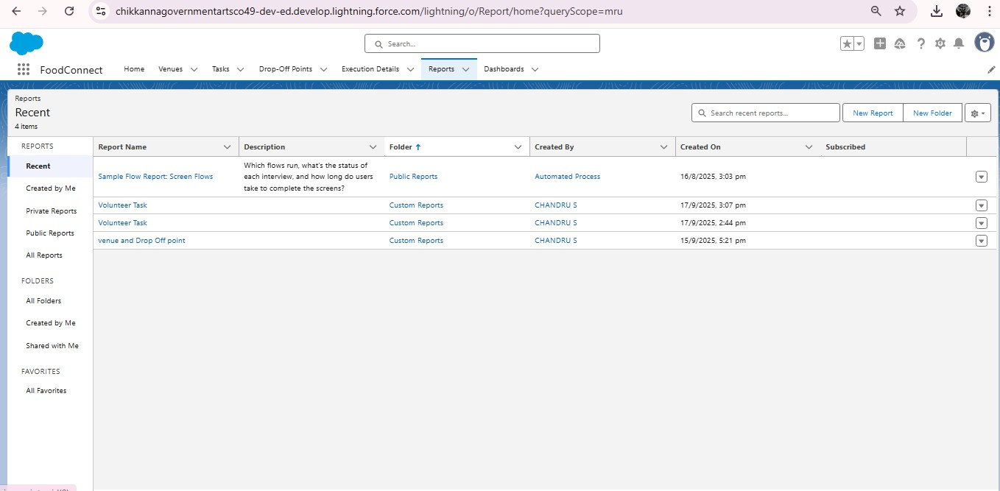 chikkannagovernmentartsco49-dev-ed.develop.lightning.force.com/lightning/o/Report/home?queryScope=mru
Search...
FoodConnect Home Venues Tasks Drop-Off Points Execution Details Reports Dashboards
Reports
Recent
4 items
Search recent reports...
New Report New Folder
REPORTS
Recent
Created by Me
Private Reports
Public Reports
All Reports
FOLDERS
All Folders
Created by Me
Shared with Me
FAVORITES
All Favorites
Report Name Description Folder ↑ Created By Created On Subscribed
Sample Flow Report: Screen Flows
Which flows run, what's the status of
each interview, and how long do users
take to complete the screens?
Public Reports Automated Process 16/8/2025, 3:03 pm
Volunteer Task Custom Reports CHANDRU S 17/9/2025, 3:07 pm
Volunteer Task Custom Reports CHANDRU S 17/9/2025, 2:44 pm
venue and Drop Off point Custom Reports CHANDRU S 15/9/2025, 5:21 pm